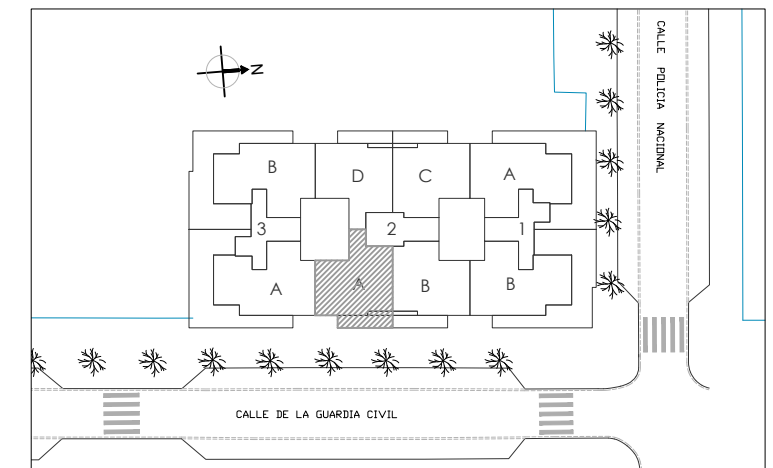 CALLE POLICIA NACIONAL
N
B
D
C
A
3
2
1
A
A
B
B
CALLE DE LA GUARDIA CIVIL